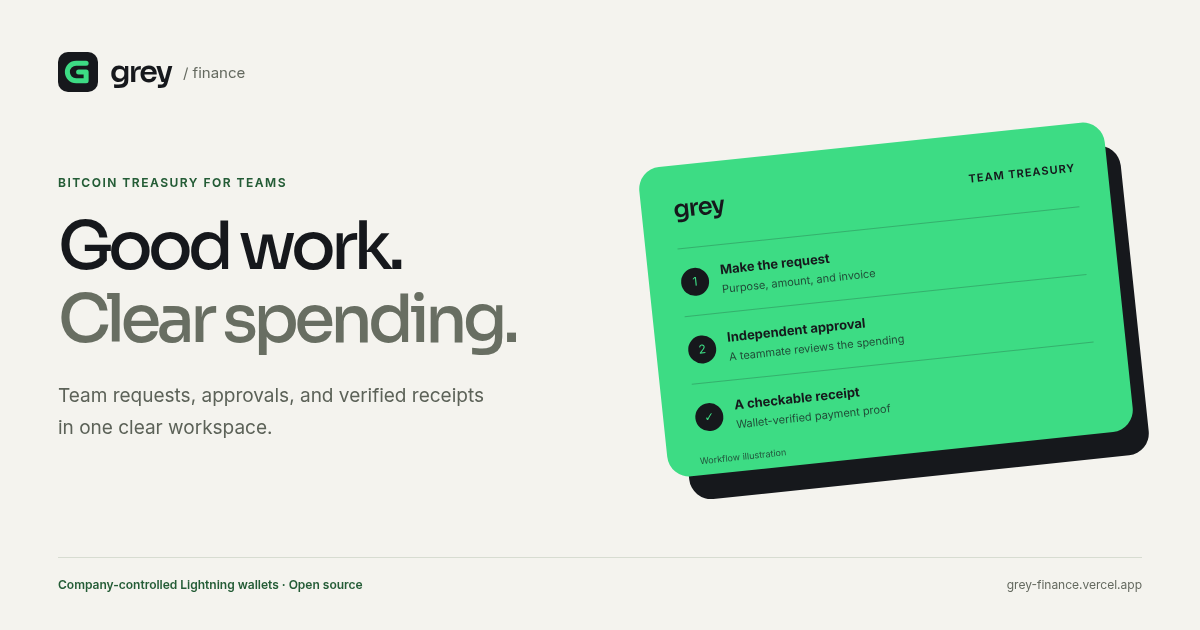 grey / finance
BITCOIN TREASURY FOR TEAMS
Good work.
Clear spending.
Team requests, approvals, and verified receipts
in one clear workspace.
grey
TEAM TREASURY
1
Make the request
Purpose, amount, and invoice
2
Independent approval
A teammate reviews the spending
✓
A checkable receipt
Wallet-verified payment proof
Workflow illustration
Company-controlled Lightning wallets · Open source
grey-finance.vercel.app